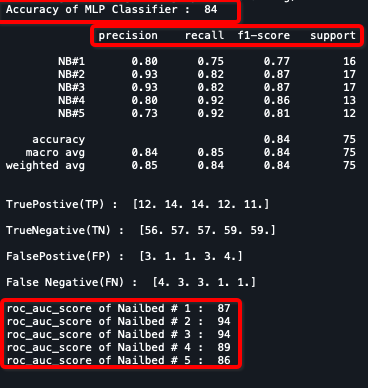 Accuracy of MLP Classifier : 84
precision recall f1-score support
NB#1 0.80 0.75 0.77 16
NB#2 0.93 0.82 0.87 17
NB#3 0.93 0.82 0.87 17
NB#4 0.80 0.92 0.86 13
NB#5 0.73 0.92 0.81 12
accuracy 0.84 75
macro avg 0.84 0.85 0.84 75
weighted avg 0.85 0.84 0.84 75
TruePostive(TP) : [12. 14. 14. 12. 11.]
TrueNegative(TN) : [56. 57. 57. 59. 59.]
FalsePostive(FP) : [3. 1. 1. 3. 4.]
False Negative(FN) : [4. 3. 3. 1. 1.]
roc_auc_score of Nailbed # 1 : 87
roc_auc_score of Nailbed # 2 : 94
roc_auc_score of Nailbed # 3 : 94
roc_auc_score of Nailbed # 4 : 89
roc_auc_score of Nailbed # 5 : 86